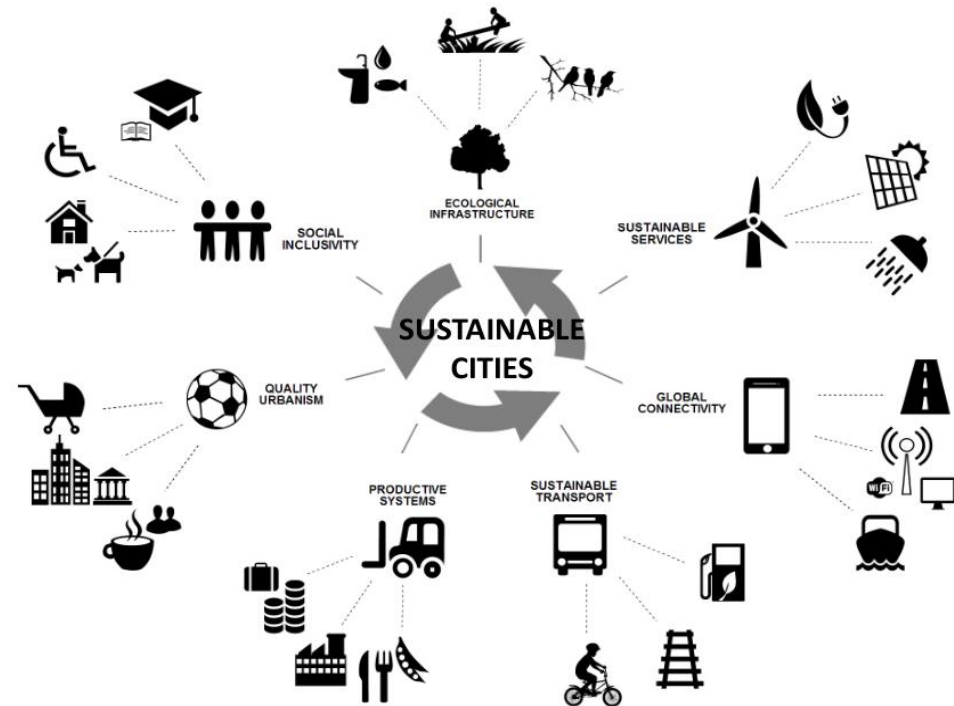 ECOLOGICAL
INFRASTRUCTURE
SOCIAL
INCLUSIVITY
SUSTAINABLE
SERVICES
SUSTAINABLE
CITIES
QUALITY
URBANISM
GLOBAL
CONNECTIVITY
WiFi
PRODUCTIVE
SYSTEMS
SUSTAINABLE
TRANSPORT